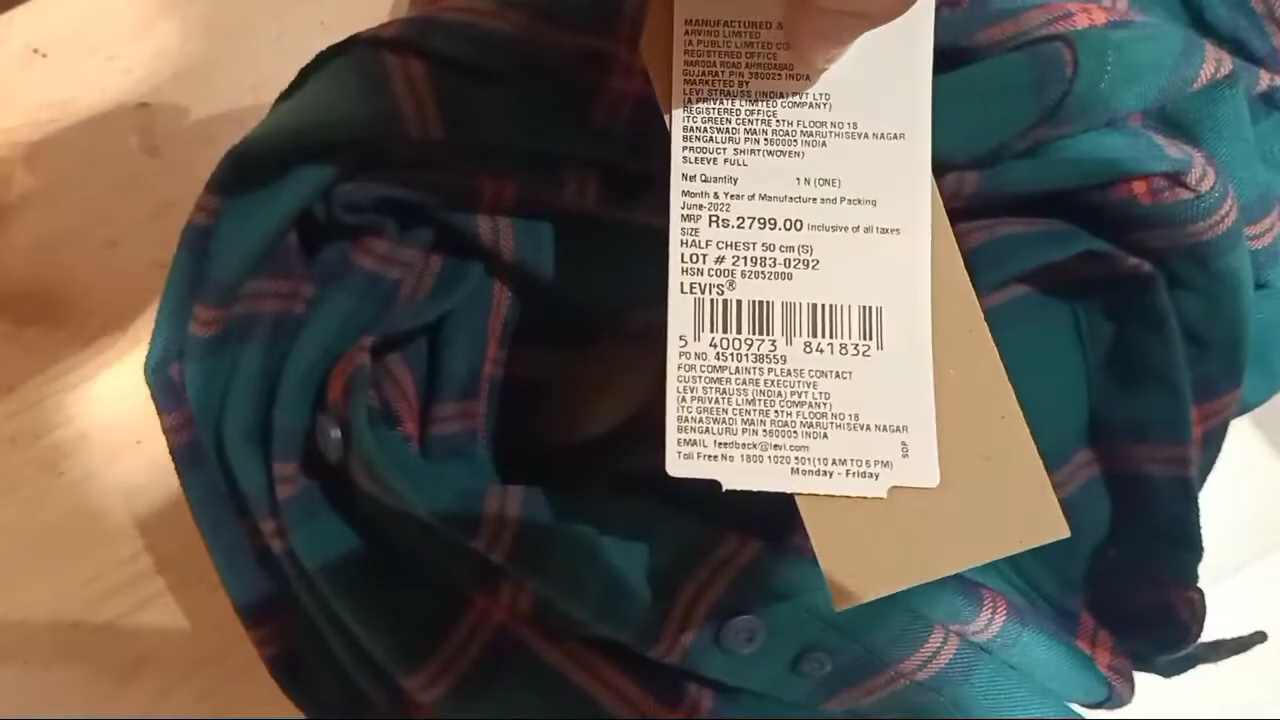 MANUFACTURED &
ARVIND LIMITED
(A PUBLIC LIMITED CO
REGISTERED OFFICE
NARODA ROAD AHMEDABAD
GUJARAT PIN 380025 INDIA
MARKETED BY
LEVI STRAUSS (INDIA) PVT LTD
(A PRIVATE LIMITED COMPANY)
REGISTERED OFFICE
ITC GREEN CENTRE 5TH FLOOR NO 18
BANASWADI MAIN ROAD MARUTHISEVA NAGAR
BENGALURU PIN 560005 INDIA
PRODUCT SHIRT(WOVEN)
SLEEVE FULL
Net Quantity 1 N (ONE)
Month & Year of Manufacture and Packing
June-2022
MRP Rs.2799.00 Inclusive of all taxes
SIZE
HALF CHEST 50 cm (S)
LOT # 21983-0292
HSN CODE 62052000
LEVI'S®
5 400973 841832
PO NO. 4510138559
FOR COMPLAINTS PLEASE CONTACT
CUSTOMER CARE EXECUTIVE
LEVI STRAUSS (INDIA) PVT LTD
(A PRIVATE LIMITED COMPANY)
ITC GREEN CENTRE 5TH FLOOR NO 18
BANASWADI MAIN ROAD MARUTHISEVA NAGAR
BENGALURU PIN 560005 INDIA
EMAIL feedback@levi.com
Toll Free No 1800 1020 501(10 AM TO 6 PM)
Monday - Friday